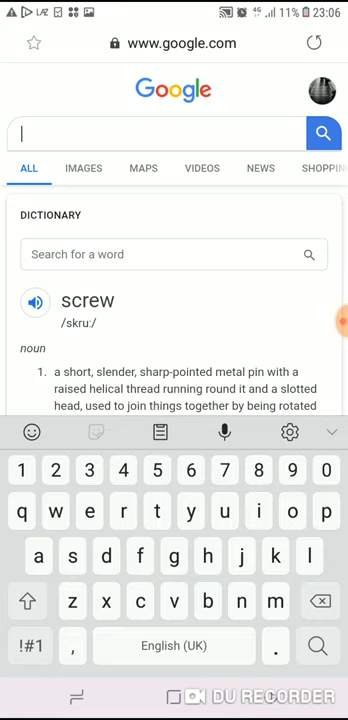 LAZ 4G 11% 23:06
www.google.com
Google
ALL IMAGES MAPS VIDEOS NEWS SHOPPIN
DICTIONARY
Search for a word
screw
/skruː/
noun
1. a short, slender, sharp-pointed metal pin with a
raised helical thread running round it and a slotted
head, used to join things together by being rotated
1 2 3 4 5 6 7 8 9 0
q w e r t y u i o p
a s d f g h j k l
z x c v b n m
!#1 , English (UK) .
DU RECORDER